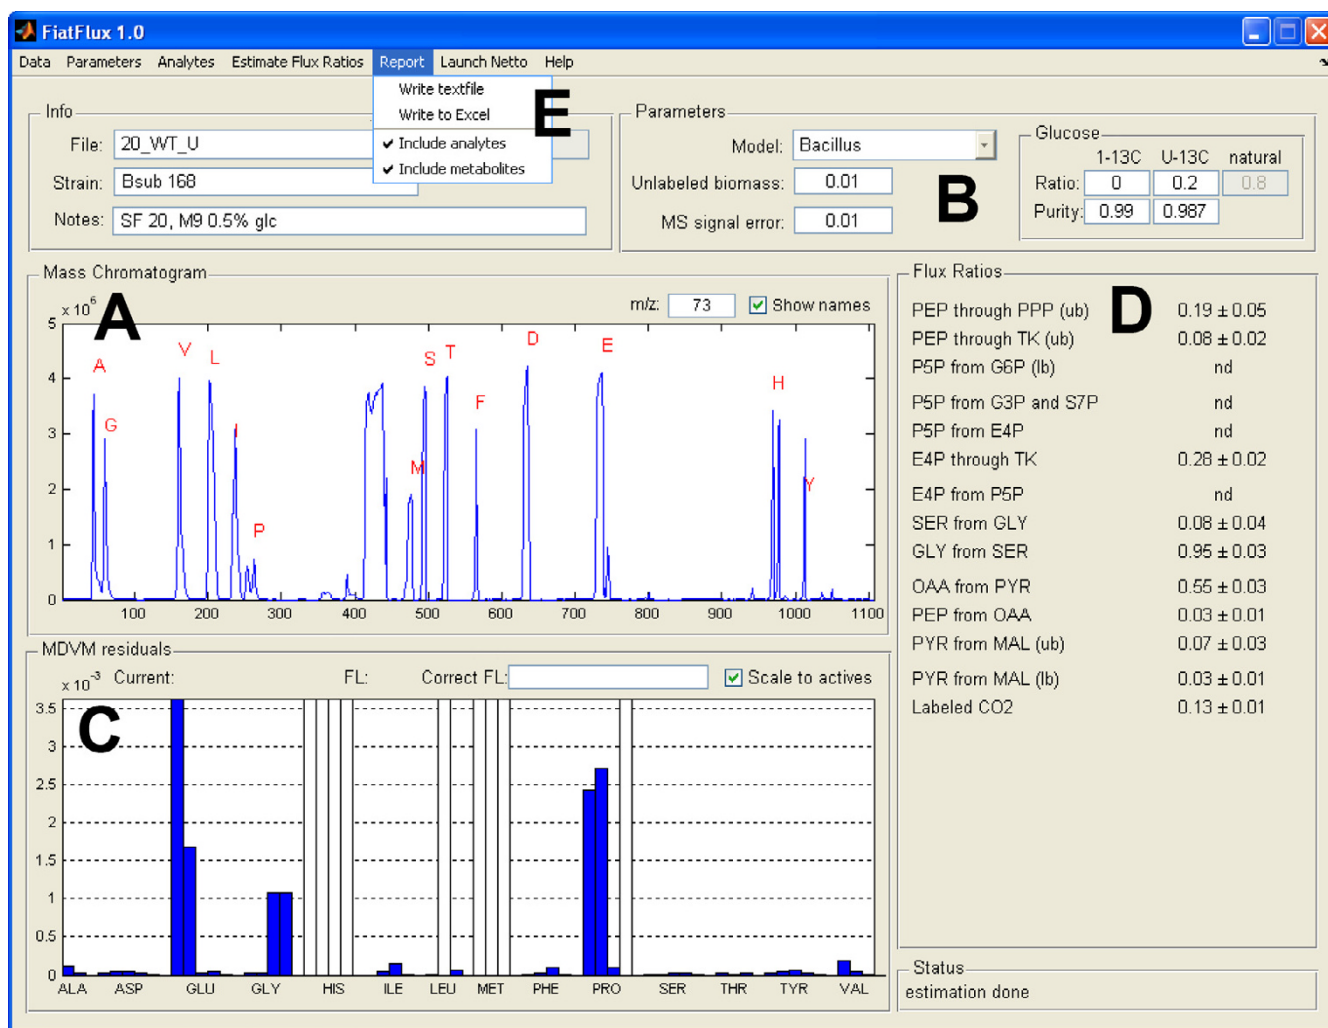 FiatFlux 1.0
Data Parameters Analytes Estimate Flux Ratios Report Launch Netto Help
Write textfile
Write to Excel
Include analytes
Include metabolites
E
Info
File: 20_WT_U
Strain: Bsub 168
Notes: SF 20, M9 0.5% glc
Parameters
Model: Bacillus
Unlabeled biomass: 0.01
MS signal error: 0.01
B
Glucose
1-13C U-13C natural
Ratio: 0 0.2 0.8
Purity: 0.99 0.987
Mass Chromatogram
x 10^6
A
m/z: 73 Show names
5
4
3
2
1
0
A G V L I P M S T F D E H Y
100 200 300 400 500 600 700 800 900 1000 1100
MDVM residuals
x 10^-3 Current: FL: Correct FL: Scale to actives
C
3.5
3
2.5
2
1.5
1
0.5
0
ALA ASP GLU GLY HIS ILE LEU MET PHE PRO SER THR TYR VAL
Flux Ratios
D
PEP through PPP (ub) 0.19 ± 0.05
PEP through TK (ub) 0.08 ± 0.02
P5P from G6P (lb) nd
P5P from G3P and S7P nd
P5P from E4P nd
E4P through TK 0.28 ± 0.02
E4P from P5P nd
SER from GLY 0.08 ± 0.04
GLY from SER 0.95 ± 0.03
OAA from PYR 0.55 ± 0.03
PEP from OAA 0.03 ± 0.01
PYR from MAL (ub) 0.07 ± 0.03
PYR from MAL (lb) 0.03 ± 0.01
Labeled CO2 0.13 ± 0.01
Status
estimation done